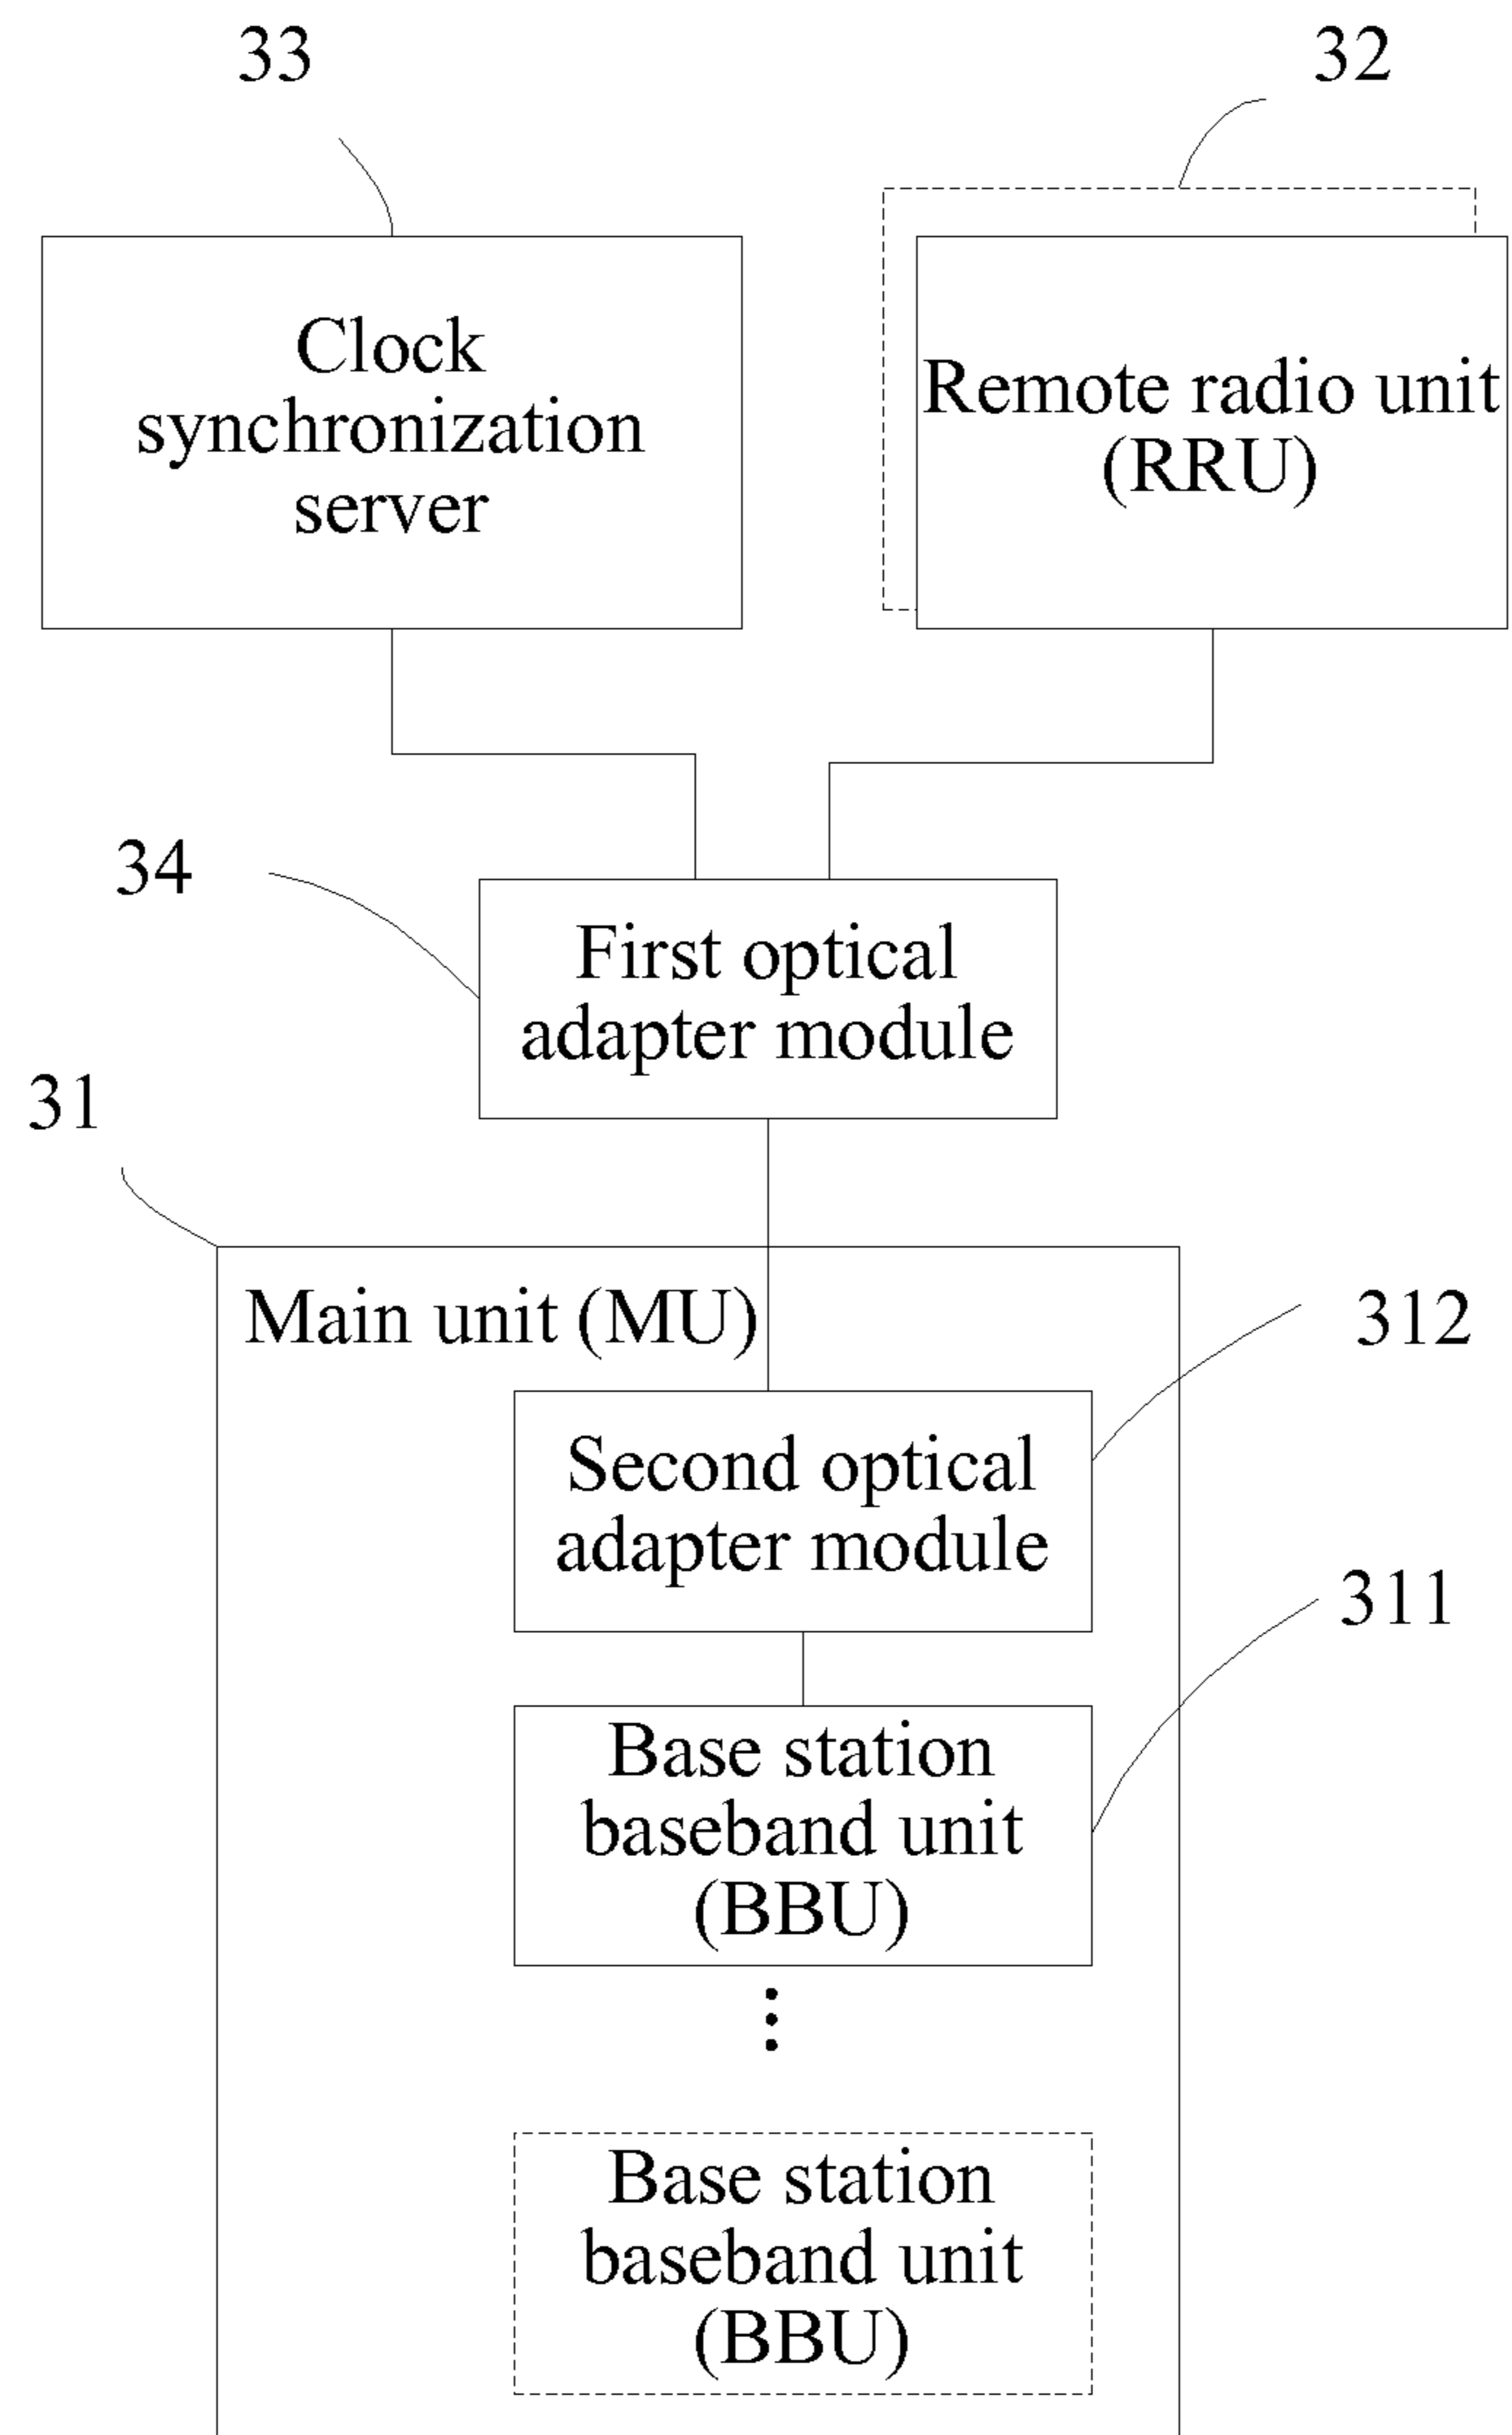 33
32
Clock
synchronization
server
Remote radio unit
(RRU)
34
First optical
adapter module
31
Main unit (MU)
312
Second optical
adapter module
311
Base station
baseband unit
(BBU)
Base station
baseband unit
(BBU)